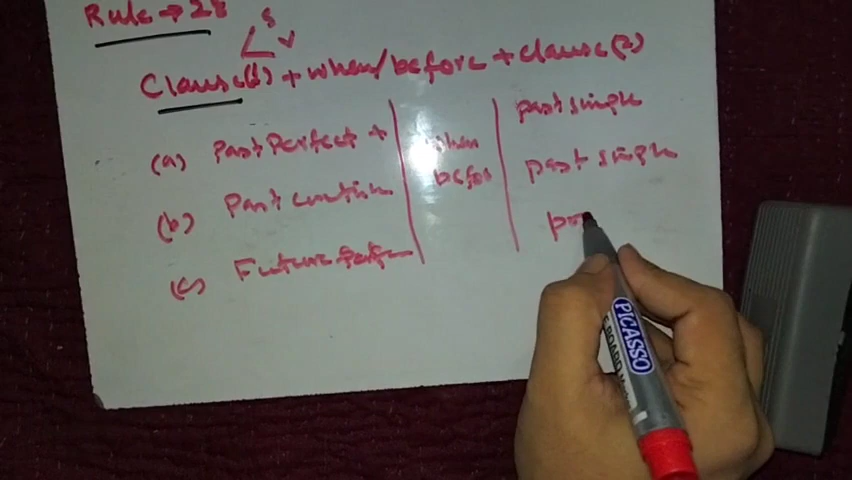 Rule → 28
S
V
Clause(1) + when/before + clause(2)
past simple
(a) Past Perfect + when
before past simple
(b) Past continu
(c) Future Perfe
PICASSO